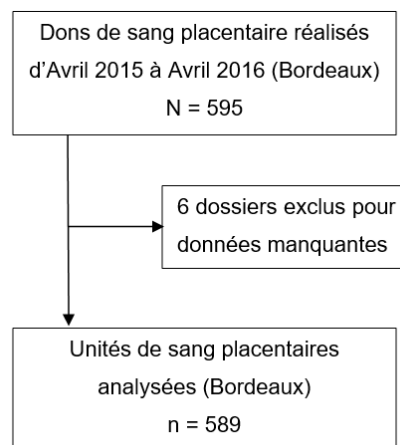 Dons de sang placentaire réalisés
d'Avril 2015 à Avril 2016 (Bordeaux)
N = 595
6 dossiers exclus pour
données manquantes
Unités de sang placentaires
analysées (Bordeaux)
n = 589